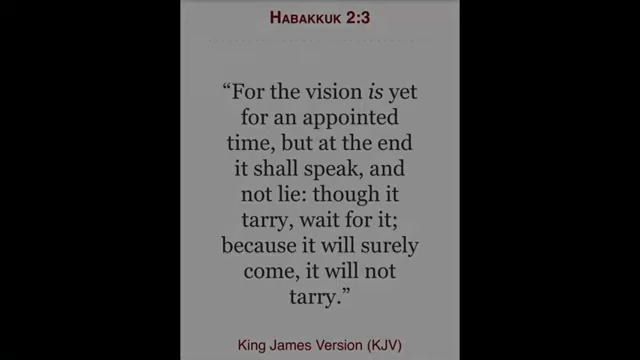 HABAKKUK 2:3
“For the vision is yet
for an appointed
time, but at the end
it shall speak, and
not lie: though it
tarry, wait for it;
because it will surely
come, it will not
tarry.”
King James Version (KJV)